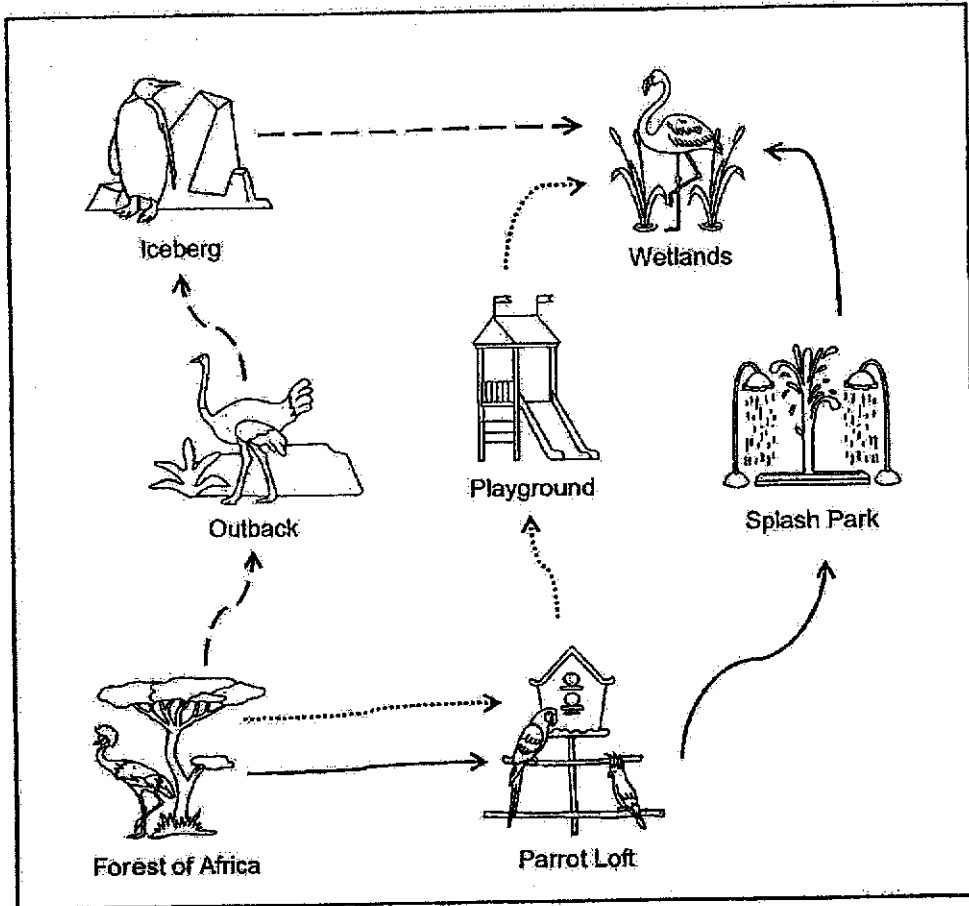 Iceberg
Wetlands
Playground
Outback
Splash Park
Forest of Africa
Parrot Loft